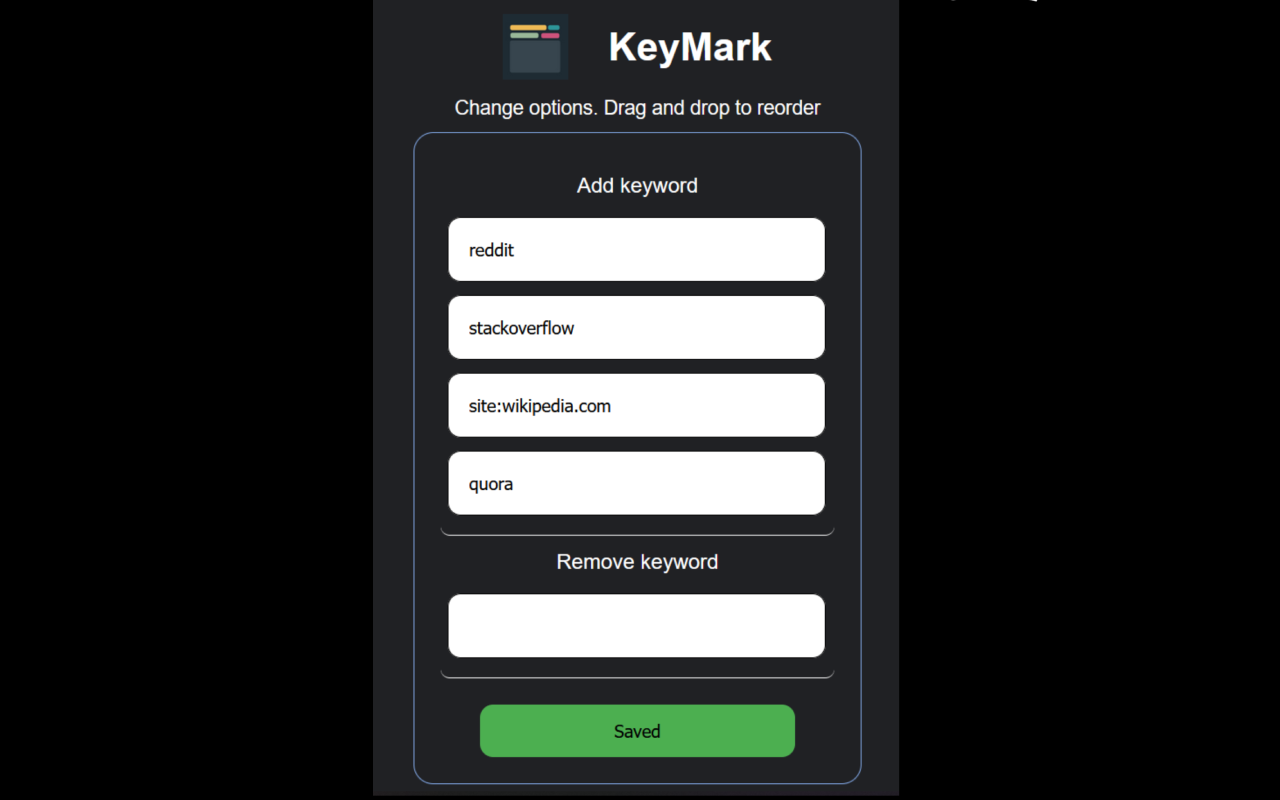 KeyMark
Change options. Drag and drop to reorder
Add keyword
reddit
stackoverflow
site:wikipedia.com
quora
Remove keyword
Saved